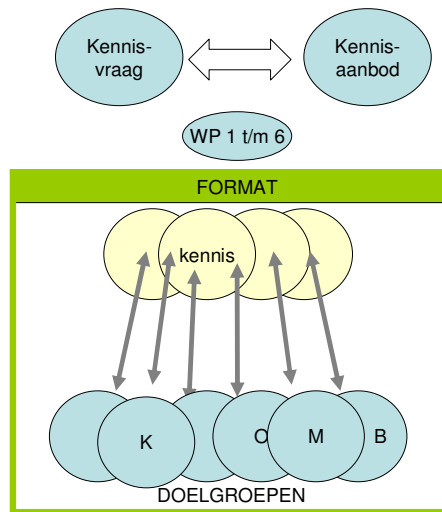 Kennis-
vraag
Kennis-
aanbod
WP 1 t/m 6
FORMAT
kennis
K
O
M
B
DOELGROEPEN